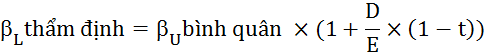 β_L thẩm định = β_U bình quân × (1 + D/E × (1 − t))